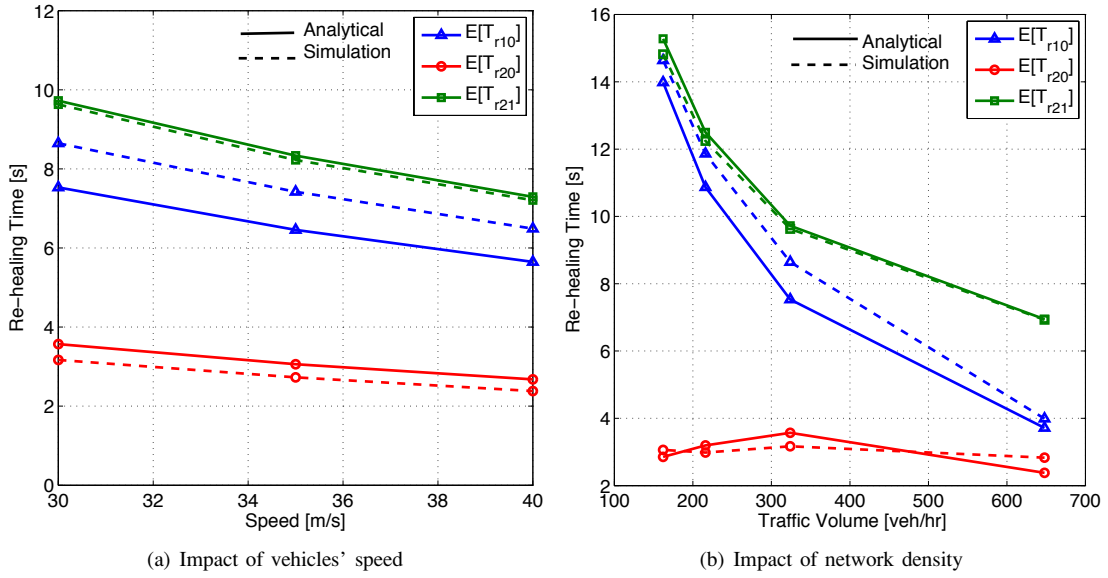 12
10
8
6
4
2
0
Re-healing Time [s]
Analytical
Simulation
E[T_r10]
E[T_r20]
E[T_r21]
30 32 34 36 38 40
Speed [m/s]
(a) Impact of vehicles' speed
16
14
12
10
8
6
4
2
Re-healing Time [s]
Analytical
Simulation
E[T_r10]
E[T_r20]
E[T_r21]
100 200 300 400 500 600 700
Traffic Volume [veh/hr]
(b) Impact of network density